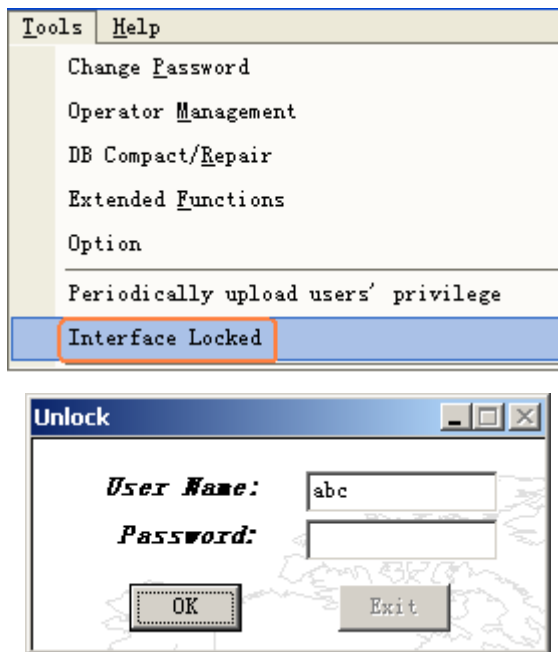 Tools Help
Change Password
Operator Management
DB Compact/Repair
Extended Functions
Option
Periodically upload users' privilege
Interface Locked
Unlock
User Name: abc
Password:
OK Exit